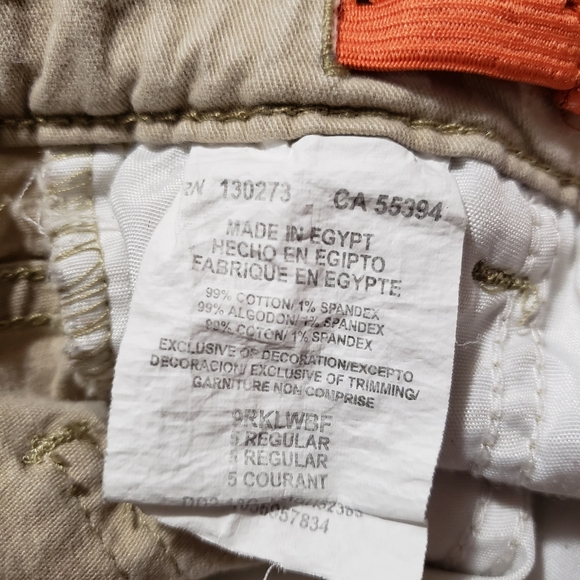 RN 130273 CA 55394
MADE IN EGYPT
HECHO EN EGIPTO
FABRIQUE EN EGYPTE
99% COTTON/ 1% SPANDEX
99% ALGODON/ 1% SPANDEX
99% COTON/ 1% SPANDEX
EXCLUSIVE OF DECORATION/EXCEPTO
DECORACION/ EXCLUSIVE OF TRIMMING/
GARNITURE NON COMPRISE
9RKLWBF
5 REGULAR
5 REGULAR
5 COURANT